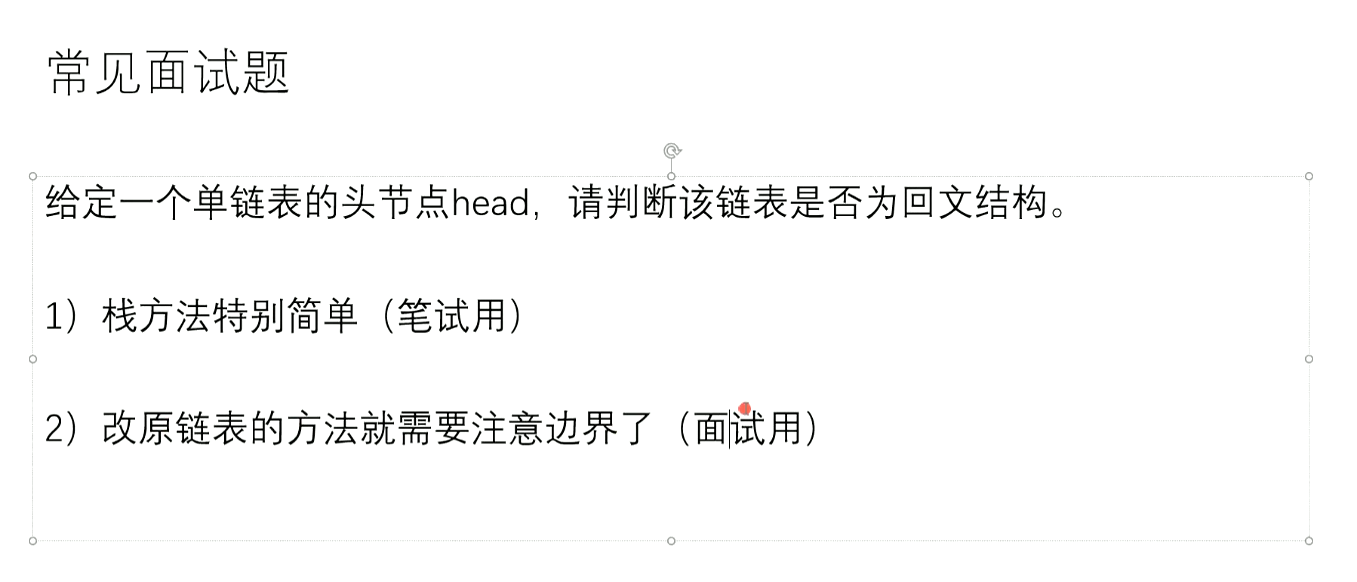 常见面试题
给定一个单链表的头节点head，请判断该链表是否为回文结构。
1）栈方法特别简单（笔试用）
2）改原链表的方法就需要注意边界了（面试用）